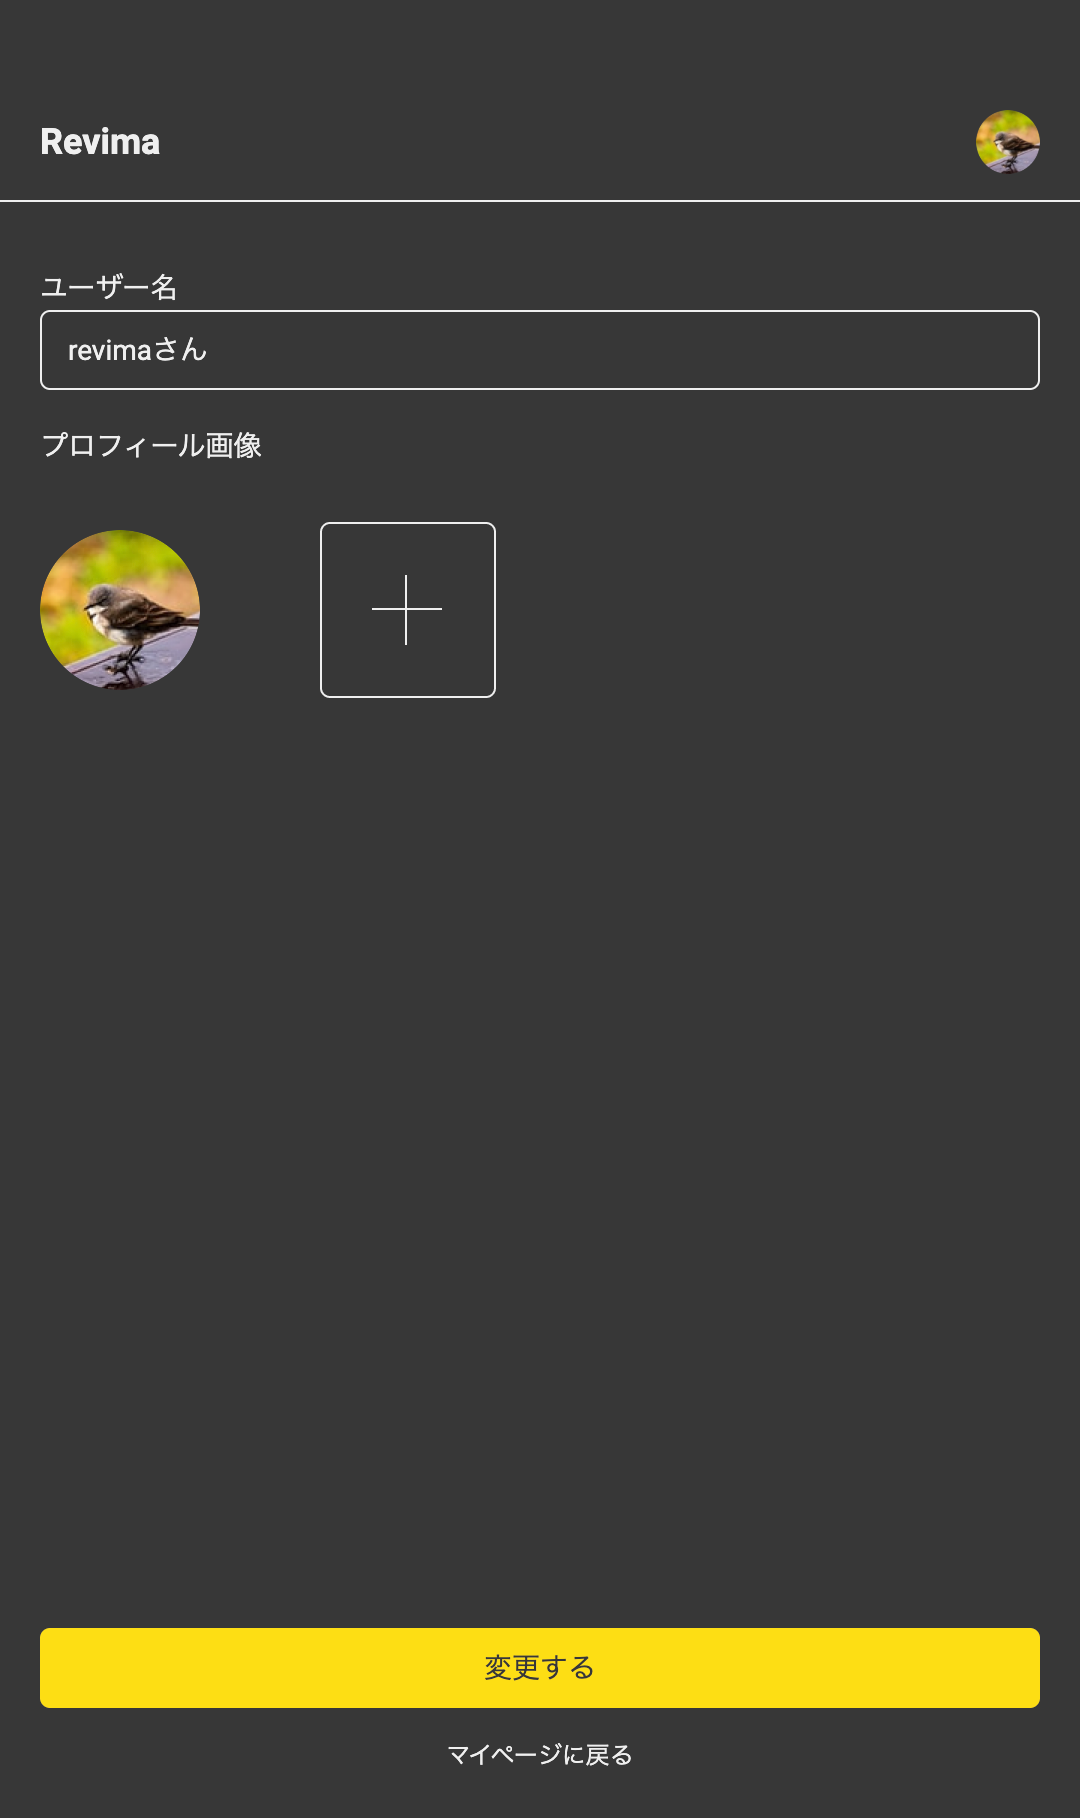 Revima
ユーザー名
revimaさん
プロフィール画像
変更する
マイページに戻る